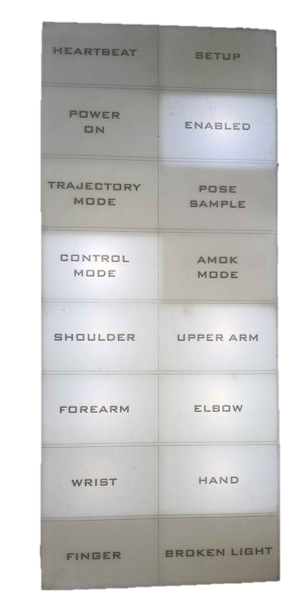 HEARTBEAT
SETUP
POWER
ON
ENABLED
TRAJECTORY
MODE
POSE
SAMPLE
CONTROL
MODE
AMOK
MODE
SHOULDER
UPPER ARM
FOREARM
ELBOW
WRIST
HAND
FINGER
BROKEN LIGHT